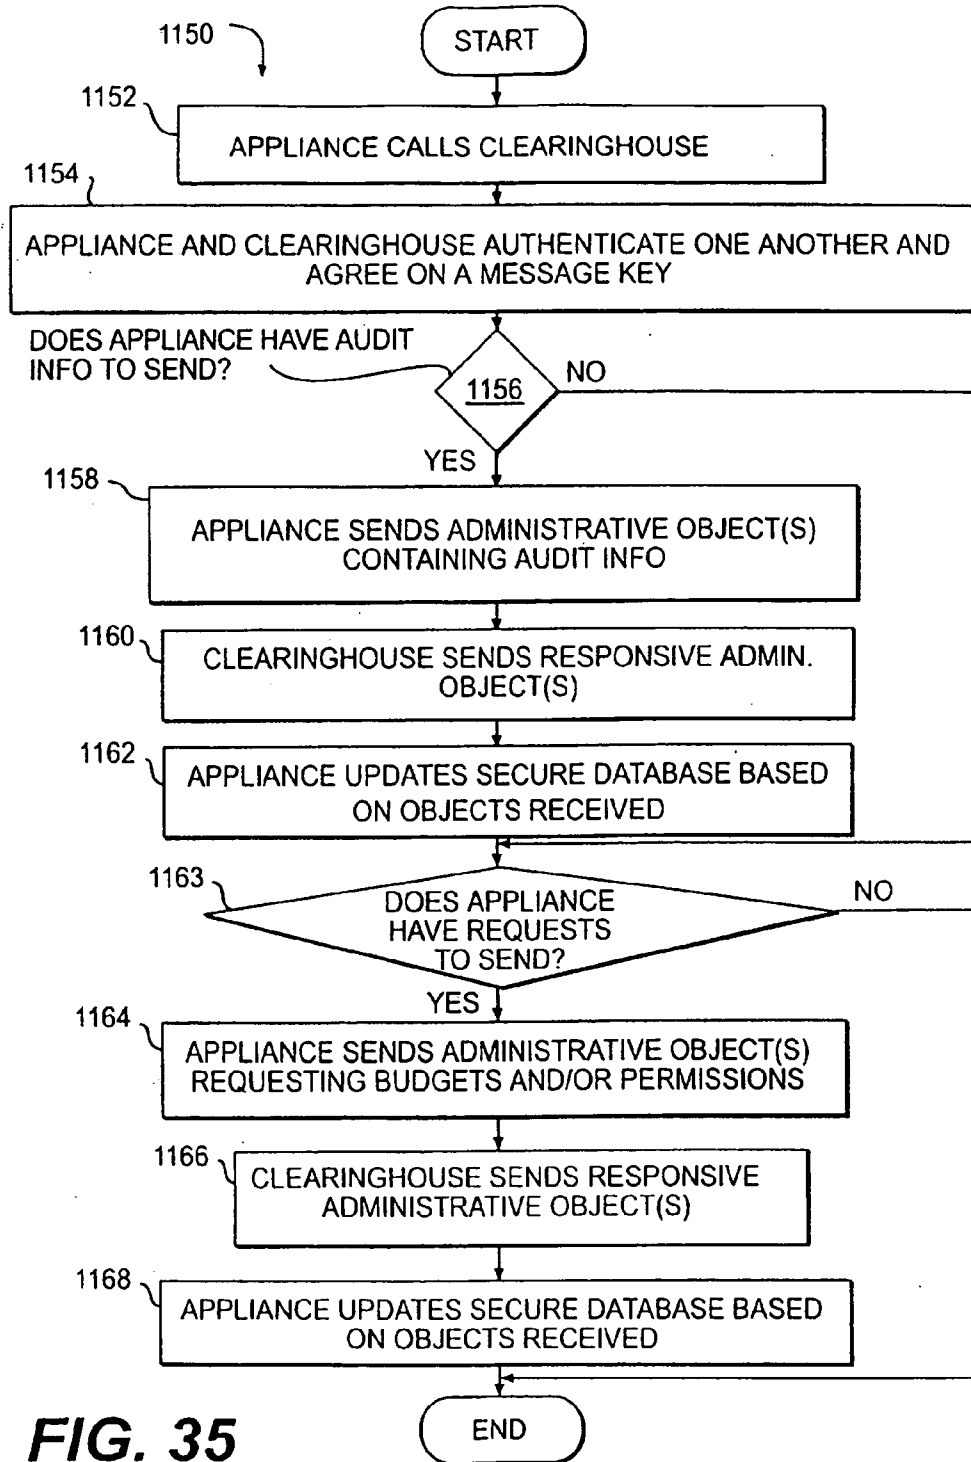 1150
START
1152
APPLIANCE CALLS CLEARINGHOUSE
1154
APPLIANCE AND CLEARINGHOUSE AUTHENTICATE ONE ANOTHER AND
AGREE ON A MESSAGE KEY
DOES APPLIANCE HAVE AUDIT
INFO TO SEND?
1156
NO
YES
1158
APPLIANCE SENDS ADMINISTRATIVE OBJECT(S)
CONTAINING AUDIT INFO
1160
CLEARINGHOUSE SENDS RESPONSIVE ADMIN.
OBJECT(S)
1162
APPLIANCE UPDATES SECURE DATABASE BASED
ON OBJECTS RECEIVED
1163
DOES APPLIANCE
HAVE REQUESTS
TO SEND?
NO
YES
1164
APPLIANCE SENDS ADMINISTRATIVE OBJECT(S)
REQUESTING BUDGETS AND/OR PERMISSIONS
1166
CLEARINGHOUSE SENDS RESPONSIVE
ADMINISTRATIVE OBJECT(S)
1168
APPLIANCE UPDATES SECURE DATABASE BASED
ON OBJECTS RECEIVED
END
FIG. 35